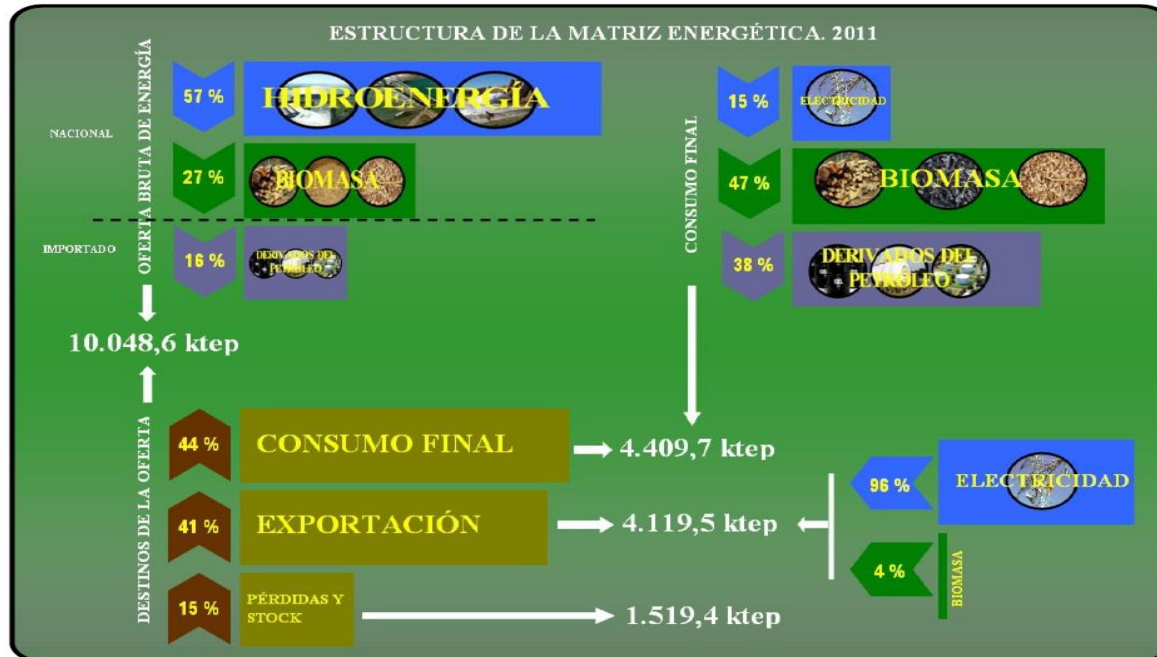 ESTRUCTURA DE LA MATRIZ ENERGÉTICA. 2011
OFERTA BRUTA DE ENERGÍA
NACIONAL
57 %
HIDROENERGÍA
27 %
BIOMASA
IMPORTADO
16 %
DERIVADOS DEL
PETROLEO
10.048,6 ktep
CONSUMO FINAL
15 %
ELECTRICIDAD
47 %
BIOMASA
38 %
DERIVADOS DEL
PETROLEO
DESTINOS DE LA OFERTA
44 %
CONSUMO FINAL
4.409,7 ktep
41 %
EXPORTACIÓN
4.119,5 ktep
96 %
ELECTRICIDAD
4 %
BIOMASA
15 %
PÉRDIDAS Y
STOCK
1.519,4 ktep